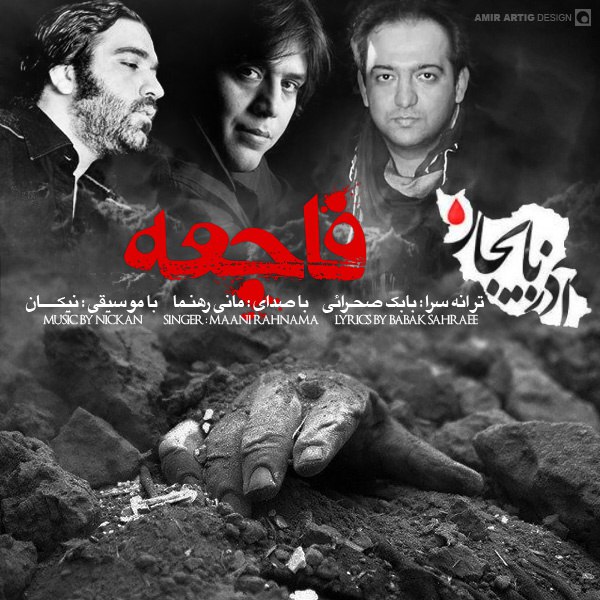 AMIR ARTIG DESIGN
فاجعه
آذربایجان
ترانه سرا : بابک صحرائی با صدای : مانی رهنما با موسیقی : نیکان
MUSIC BY NICKAN SINGER : MAANI RAHNAMA LYRICS BY BABAK SAHRAEE